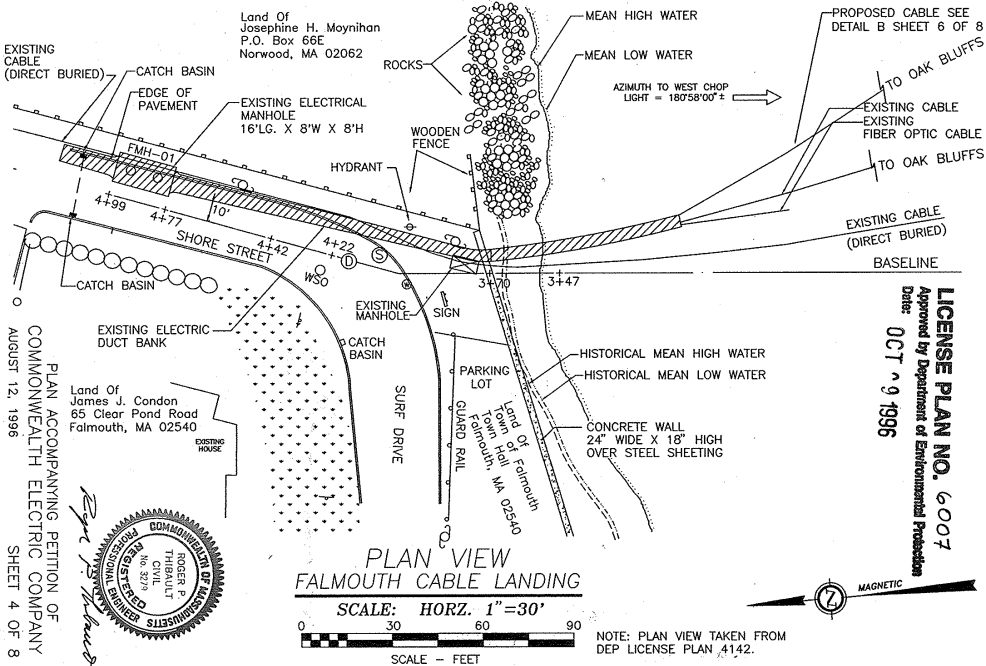 EXISTING
CABLE
(DIRECT BURIED)
CATCH BASIN
EDGE OF
PAVEMENT
Land Of
Josephine H. Moynihan
P.O. Box 66E
Norwood, MA 02062
EXISTING ELECTRICAL
MANHOLE
16'LG. X 8'W X 8'H
ROCKS
WOODEN
FENCE
HYDRANT
MEAN HIGH WATER
MEAN LOW WATER
AZIMUTH TO WEST CHOP
LIGHT = 180°58'00" ±
PROPOSED CABLE SEE
DETAIL B SHEET 6 OF 8
TO OAK BLUFFS
EXISTING CABLE
EXISTING
FIBER OPTIC CABLE
TO OAK BLUFFS
EXISTING CABLE
(DIRECT BURIED)
BASELINE
FMH-01
4+99
4+77
10'
4+42
4+22
D
S
WSO
3+70
3+47
SHORE STREET
CATCH BASIN
EXISTING
MANHOLE
SIGN
EXISTING ELECTRIC
DUCT BANK
CATCH
BASIN
PARKING
LOT
SURF DRIVE
GUARD RAIL
Land Of
Town of Falmouth
Town Hall
Falmouth, MA 02540
HISTORICAL MEAN HIGH WATER
HISTORICAL MEAN LOW WATER
CONCRETE WALL
24" WIDE X 18" HIGH
OVER STEEL SHEETING
Land Of
James J. Condon
65 Clear Pond Road
Falmouth, MA 02540
EXISTING
HOUSE
PLAN ACCOMPANYING PETITION OF
COMMONWEALTH ELECTRIC COMPANY
AUGUST 12, 1996
SHEET 4 OF 8
COMMONWEALTH OF MASSACHUSETTS
ROGER P.
THIBAULT
CIVIL
No. 3279
REGISTERED
PROFESSIONAL ENGINEER
LICENSE PLAN NO. 6007
Approved by Department of Environmental Protection
Date:
OCT 09 1996
PLAN VIEW
FALMOUTH CABLE LANDING
SCALE: HORZ. 1"=30'
0 30 60 90
SCALE - FEET
NOTE: PLAN VIEW TAKEN FROM
DEP LICENSE PLAN 4142.
N
MAGNETIC